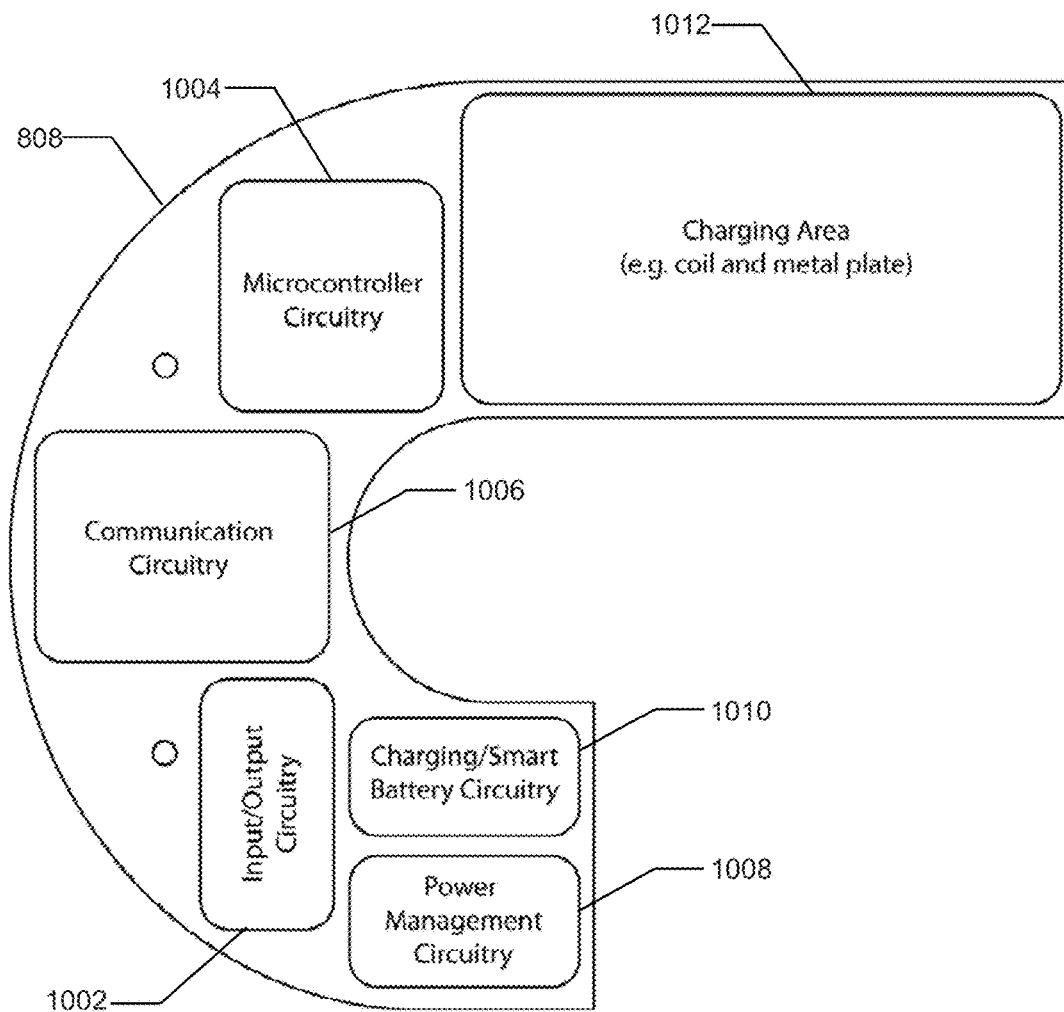 1012
1004
808
Charging Area
(e.g. coil and metal plate)
Microcontroller
Circuitry
1006
Communication
Circuitry
1010
Charging/Smart
Battery Circuitry
Input/Output
Circuitry
1008
Power
Management
Circuitry
1002